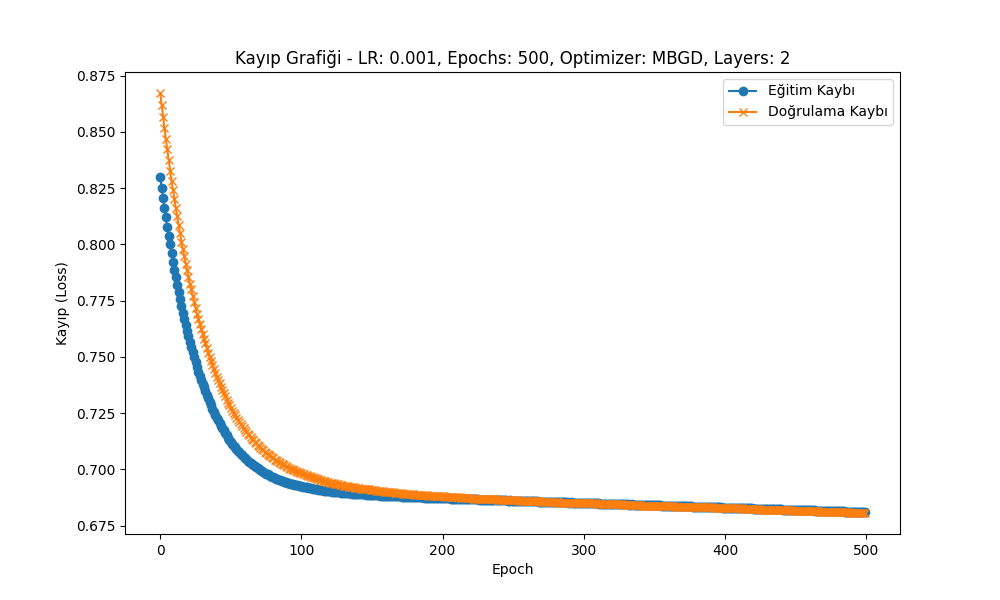 Kayıp Grafiği - LR: 0.001, Epochs: 500, Optimizer: MBGD, Layers: 2
Eğitim Kaybı
Doğrulama Kaybı
Kayıp (Loss)
0.875
0.850
0.825
0.800
0.775
0.750
0.725
0.700
0.675
0 100 200 300 400 500
Epoch